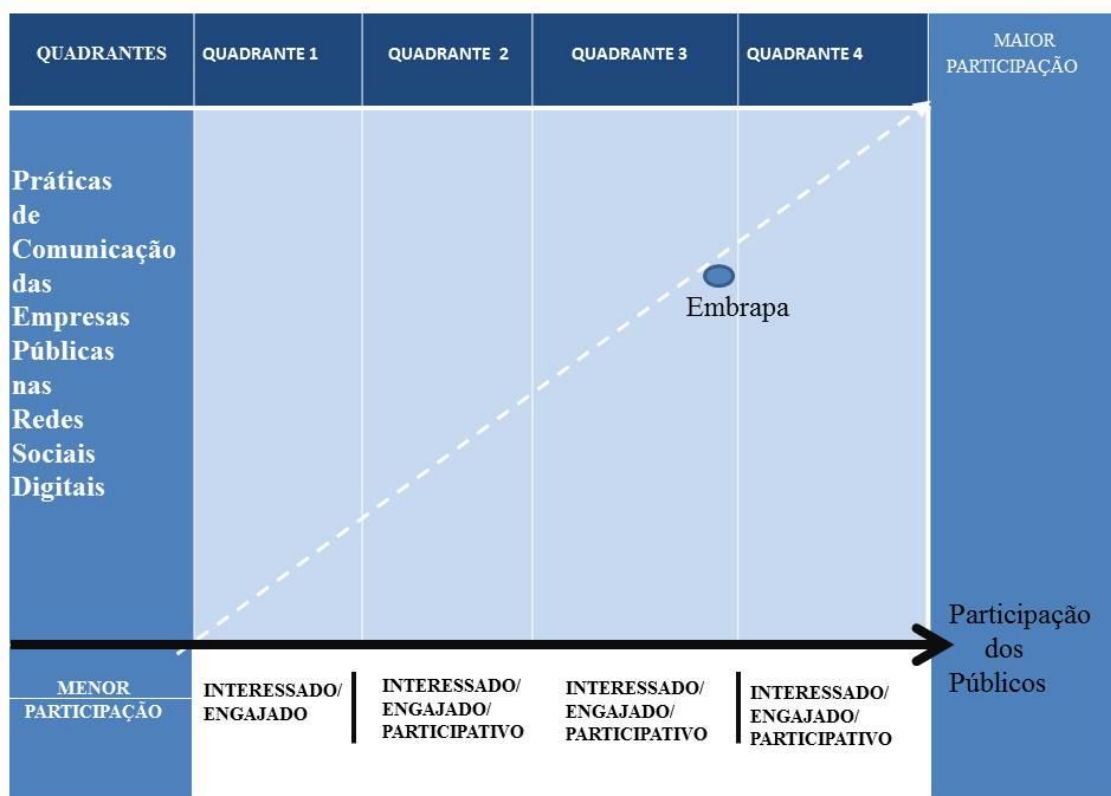 QUADRANTES
QUADRANTE 1
QUADRANTE 2
QUADRANTE 3
QUADRANTE 4
MAIOR
PARTICIPAÇÃO
Práticas
de
Comunicação
das
Empresas
Públicas
nas
Redes
Sociais
Digitais
Embrapa
Participação
dos
Públicos
MENOR
PARTICIPAÇÃO
INTERESSADO/
ENGAJADO
INTERESSADO/
ENGAJADO/
PARTICIPATIVO
INTERESSADO/
ENGAJADO/
PARTICIPATIVO
INTERESSADO/
ENGAJADO/
PARTICIPATIVO